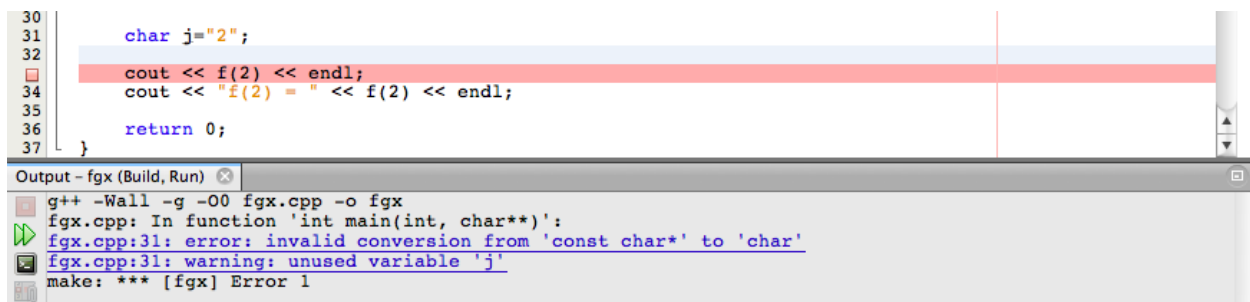 30
31 char j="2";
32
cout << f(2) << endl;
34 cout << "f(2) = " << f(2) << endl;
35
36 return 0;
37 }
Output – fgx (Build, Run)
g++ -Wall -g -O0 fgx.cpp -o fgx
fgx.cpp: In function 'int main(int, char**)':
fgx.cpp:31: error: invalid conversion from 'const char*' to 'char'
fgx.cpp:31: warning: unused variable 'j'
make: *** [fgx] Error 1